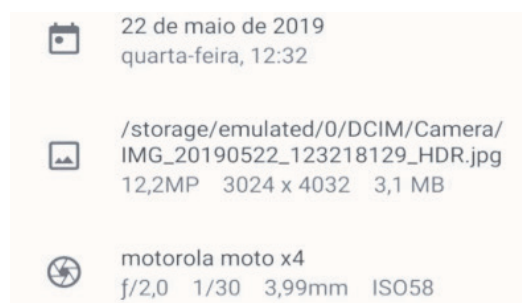 22 de maio de 2019
quarta-feira, 12:32
/storage/emulated/0/DCIM/Camera/
IMG_20190522_123218129_HDR.jpg
12,2MP 3024 x 4032 3,1 MB
motorola moto x4
ƒ/2,0 1/30 3,99mm ISO58